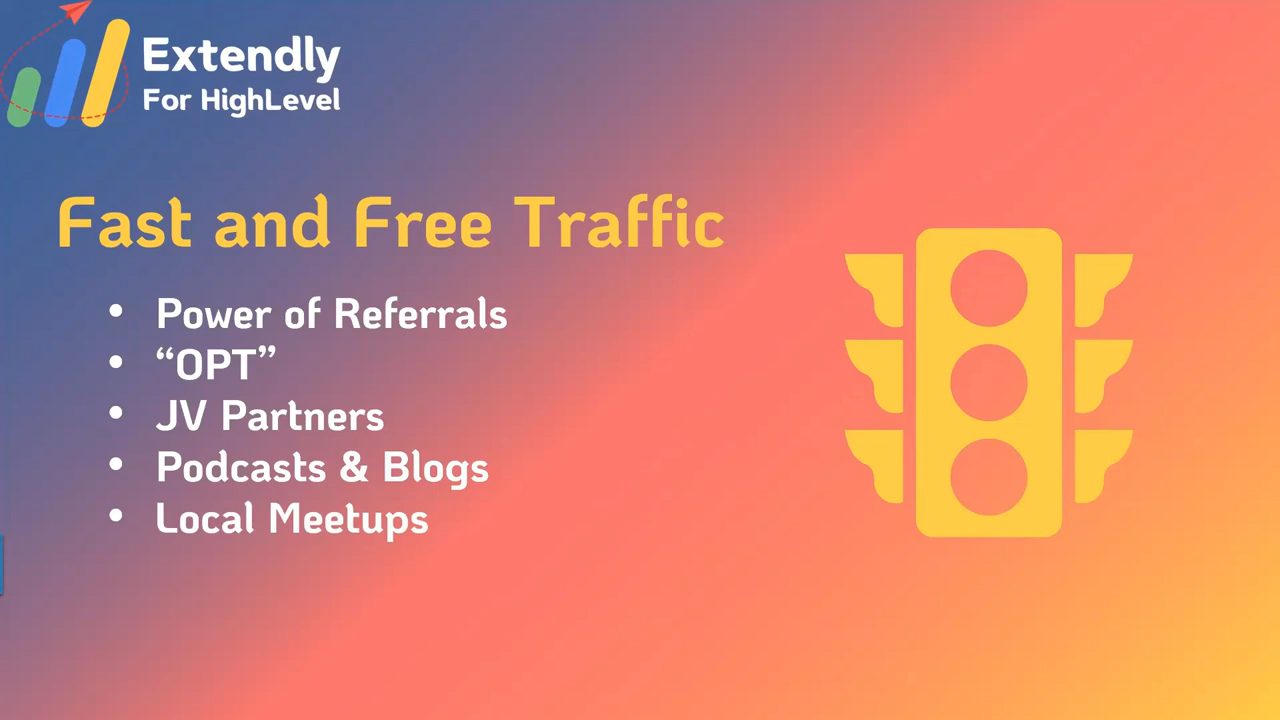 Extendly
For HighLevel
Fast and Free Traffic
• Power of Referrals
• “OPT”
• JV Partners
• Podcasts & Blogs
• Local Meetups